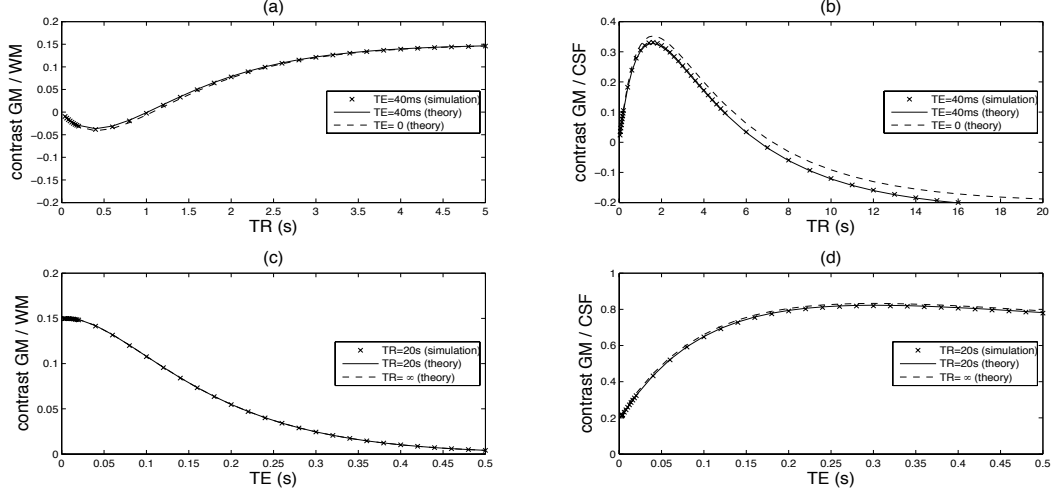 (a)
0.2
0.15
0.1
0.05
0
-0.05
-0.1
-0.15
-0.2
contrast GM / WM
TE=40ms (simulation)
TE=40ms (theory)
TE= 0 (theory)
0 0.5 1 1.5 2 2.5 3 3.5 4 4.5 5
TR (s)
(b)
0.4
0.3
0.2
0.1
0
-0.1
-0.2
contrast GM / CSF
TE=40ms (simulation)
TE=40ms (theory)
TE= 0 (theory)
0 2 4 6 8 10 12 14 16 18 20
TR (s)
(c)
0.2
0.15
0.1
0.05
0
contrast GM / WM
TR=20s (simulation)
TR=20s (theory)
TR= ∞ (theory)
0 0.05 0.1 0.15 0.2 0.25 0.3 0.35 0.4 0.45 0.5
TE (s)
(d)
1
0.8
0.6
0.4
0.2
0
contrast GM / CSF
TR=20s (simulation)
TR=20s (theory)
TR= ∞ (theory)
0 0.05 0.1 0.15 0.2 0.25 0.3 0.35 0.4 0.45 0.5
TE (s)